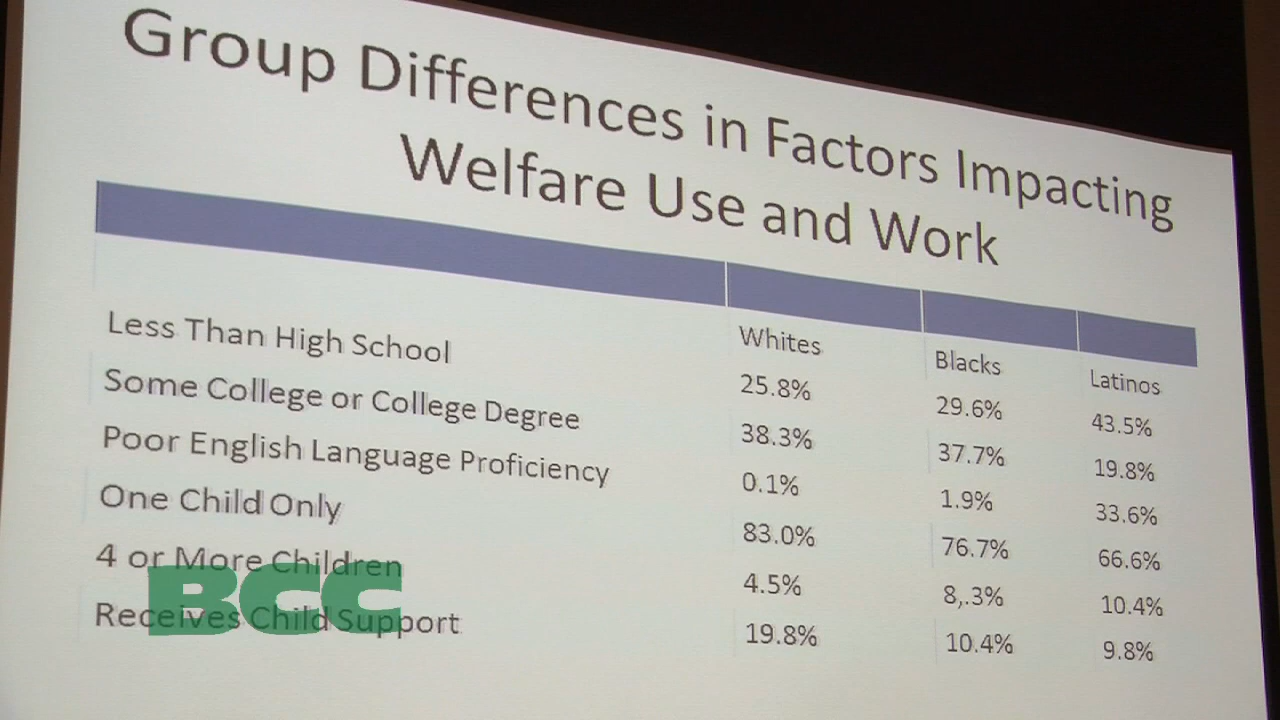 Group Differences in Factors Impacting
Welfare Use and Work
Whites Blacks Latinos
Less Than High School 25.8% 29.6% 43.5%
Some College or College Degree 38.3% 37.7% 19.8%
Poor English Language Proficiency 0.1% 1.9% 33.6%
One Child Only 83.0% 76.7% 66.6%
4 or More Children 4.5% 8,.3% 10.4%
Receives Child Support 19.8% 10.4% 9.8%
BCC